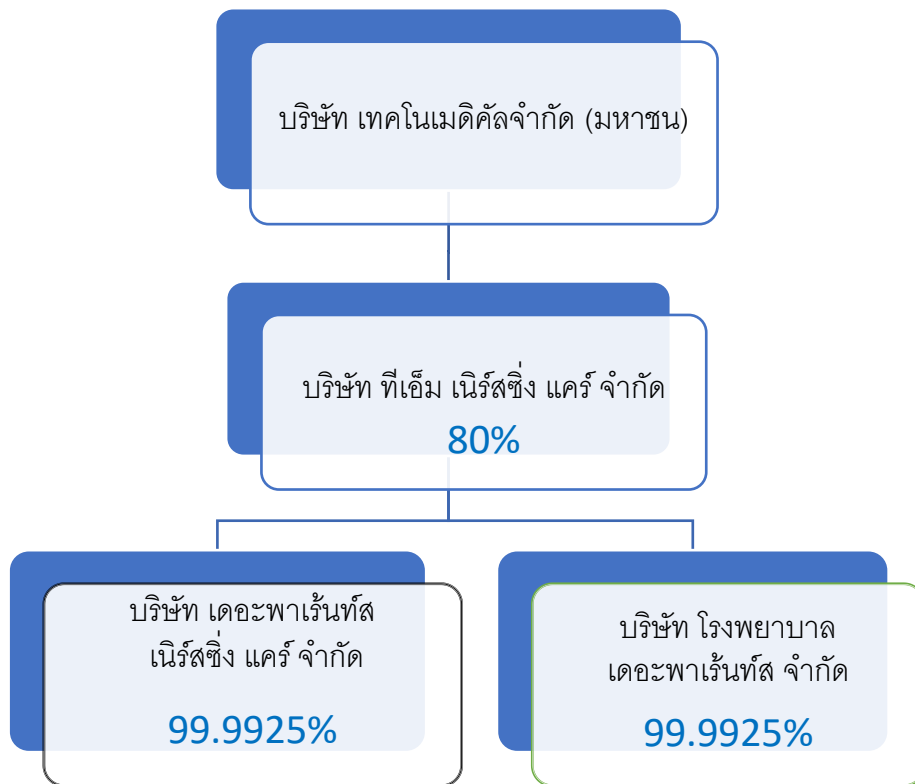 บริษัท เทคโนเมดิคัลจำกัด (มหาชน)
บริษัท ทีเอ็ม เนิร์สซิ่ง แคร์ จำกัด
80%
บริษัท เดอะพาเร้นท์ส
เนิร์สซิ่ง แคร์ จำกัด
99.9925%
บริษัท โรงพยาบาล
เดอะพาเร้นท์ส จำกัด
99.9925%